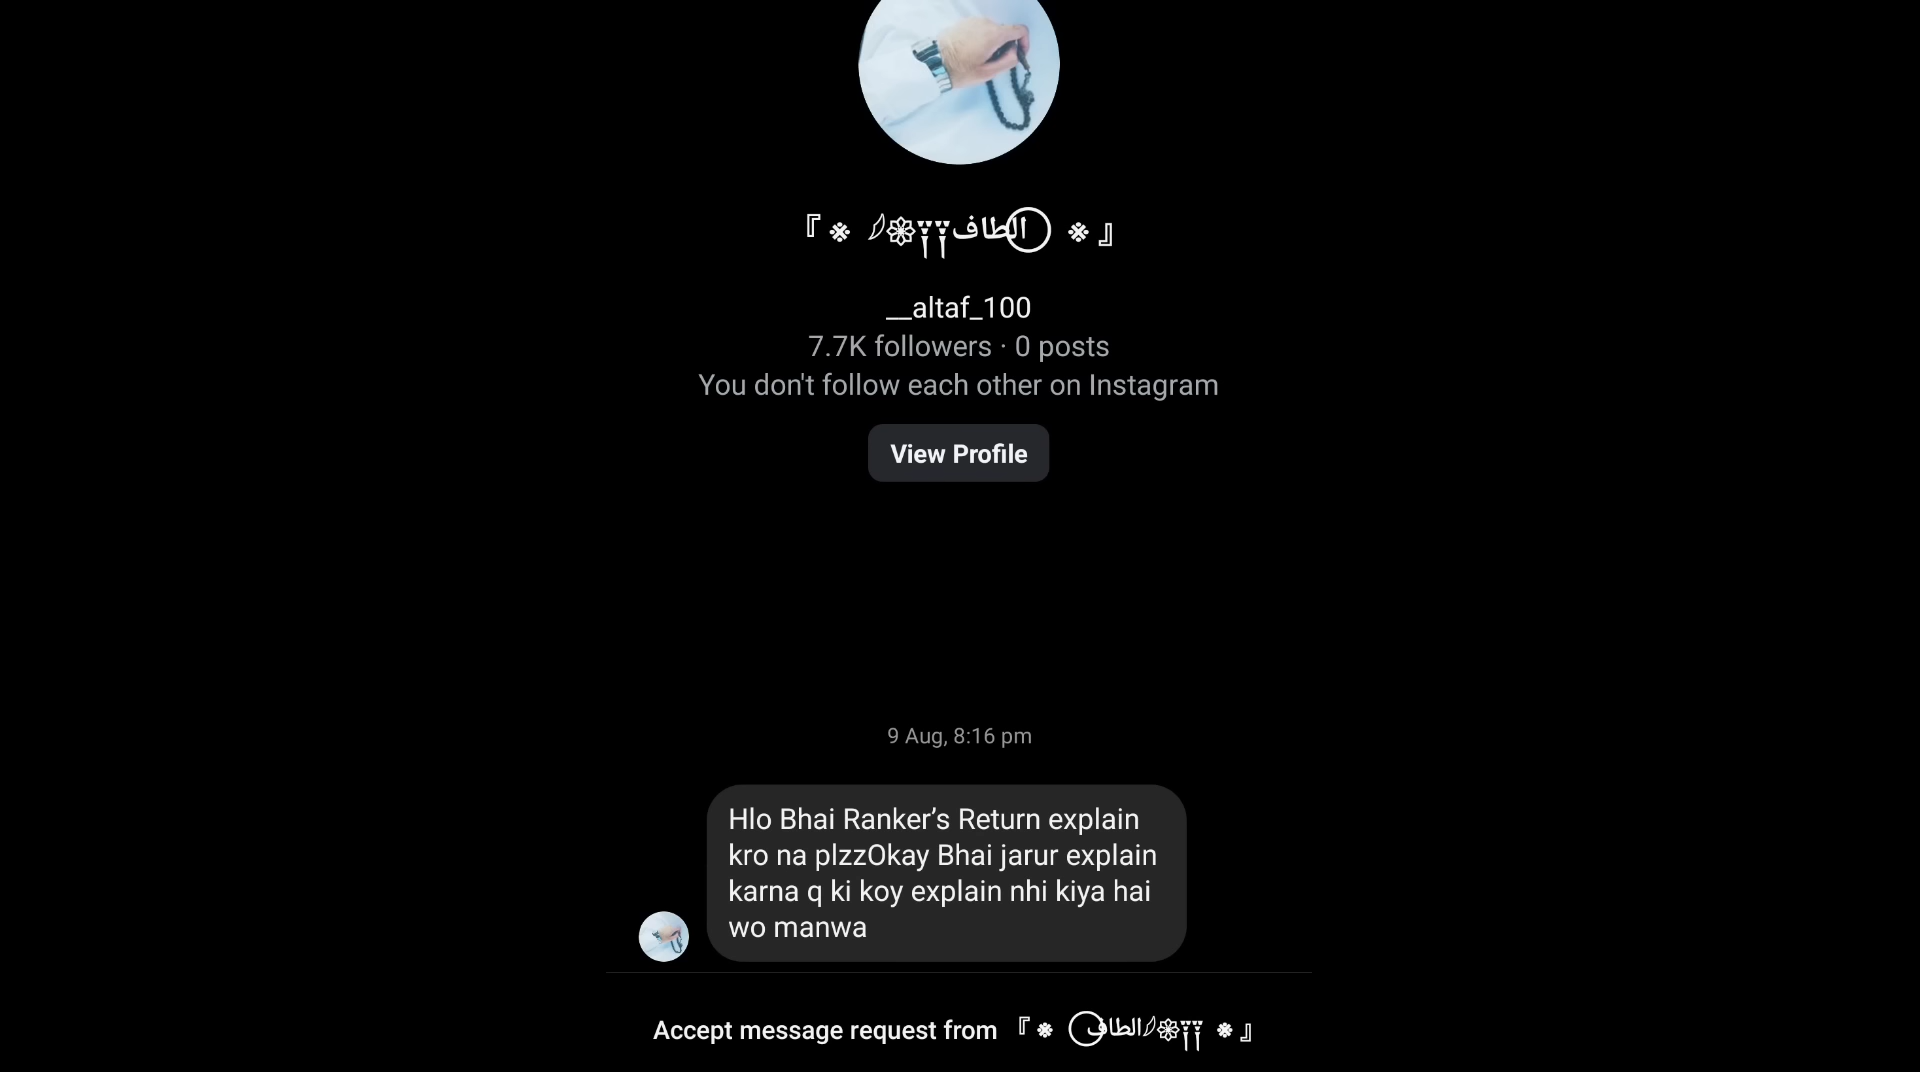 『 ※ الطاف⃝𓆩❀𓆪 ※ 』
__altaf_100
7.7K followers · 0 posts
You don't follow each other on Instagram
View Profile
9 Aug, 8:16 pm
Hlo Bhai Ranker’s Return explain
kro na plzzOkay Bhai jarur explain
karna q ki koy explain nhi kiya hai
wo manwa
Accept message request from 『 ※ الطاف ※ 』